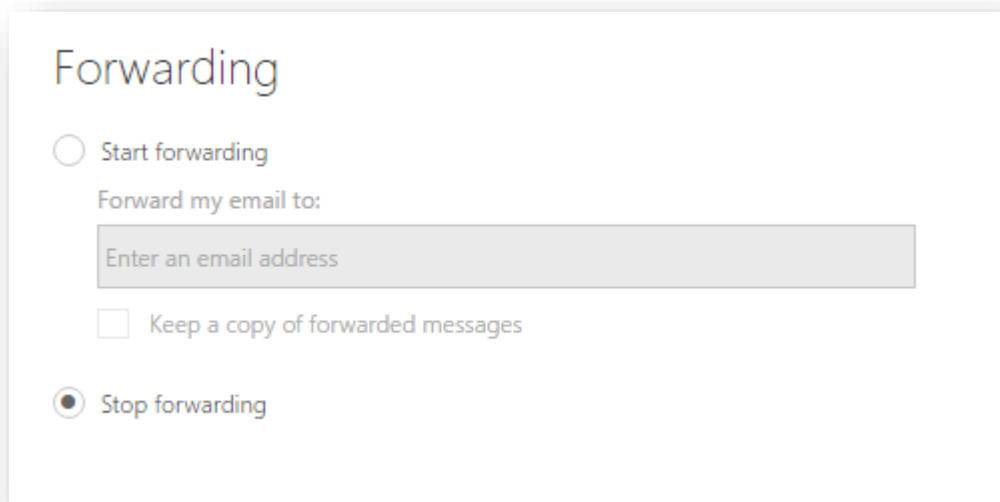 Forwarding
Start forwarding
Forward my email to:
Enter an email address
Keep a copy of forwarded messages
Stop forwarding